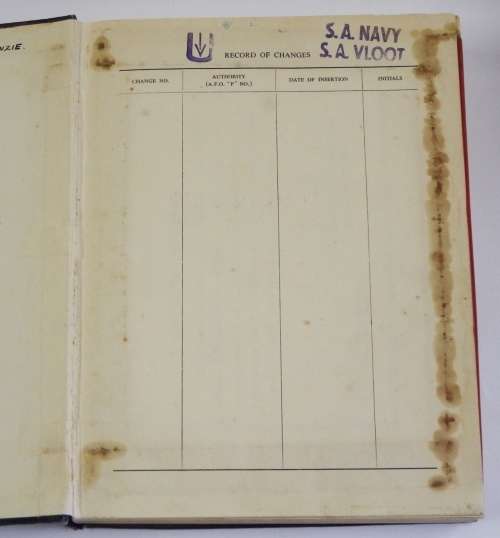 NZIE.
S. A. NAVY
RECORD OF CHANGES S. A. VLOOT
CHANGE NO. AUTHORITY DATE OF INSERTION INITIALS
(A.F.O. "P" NO.)